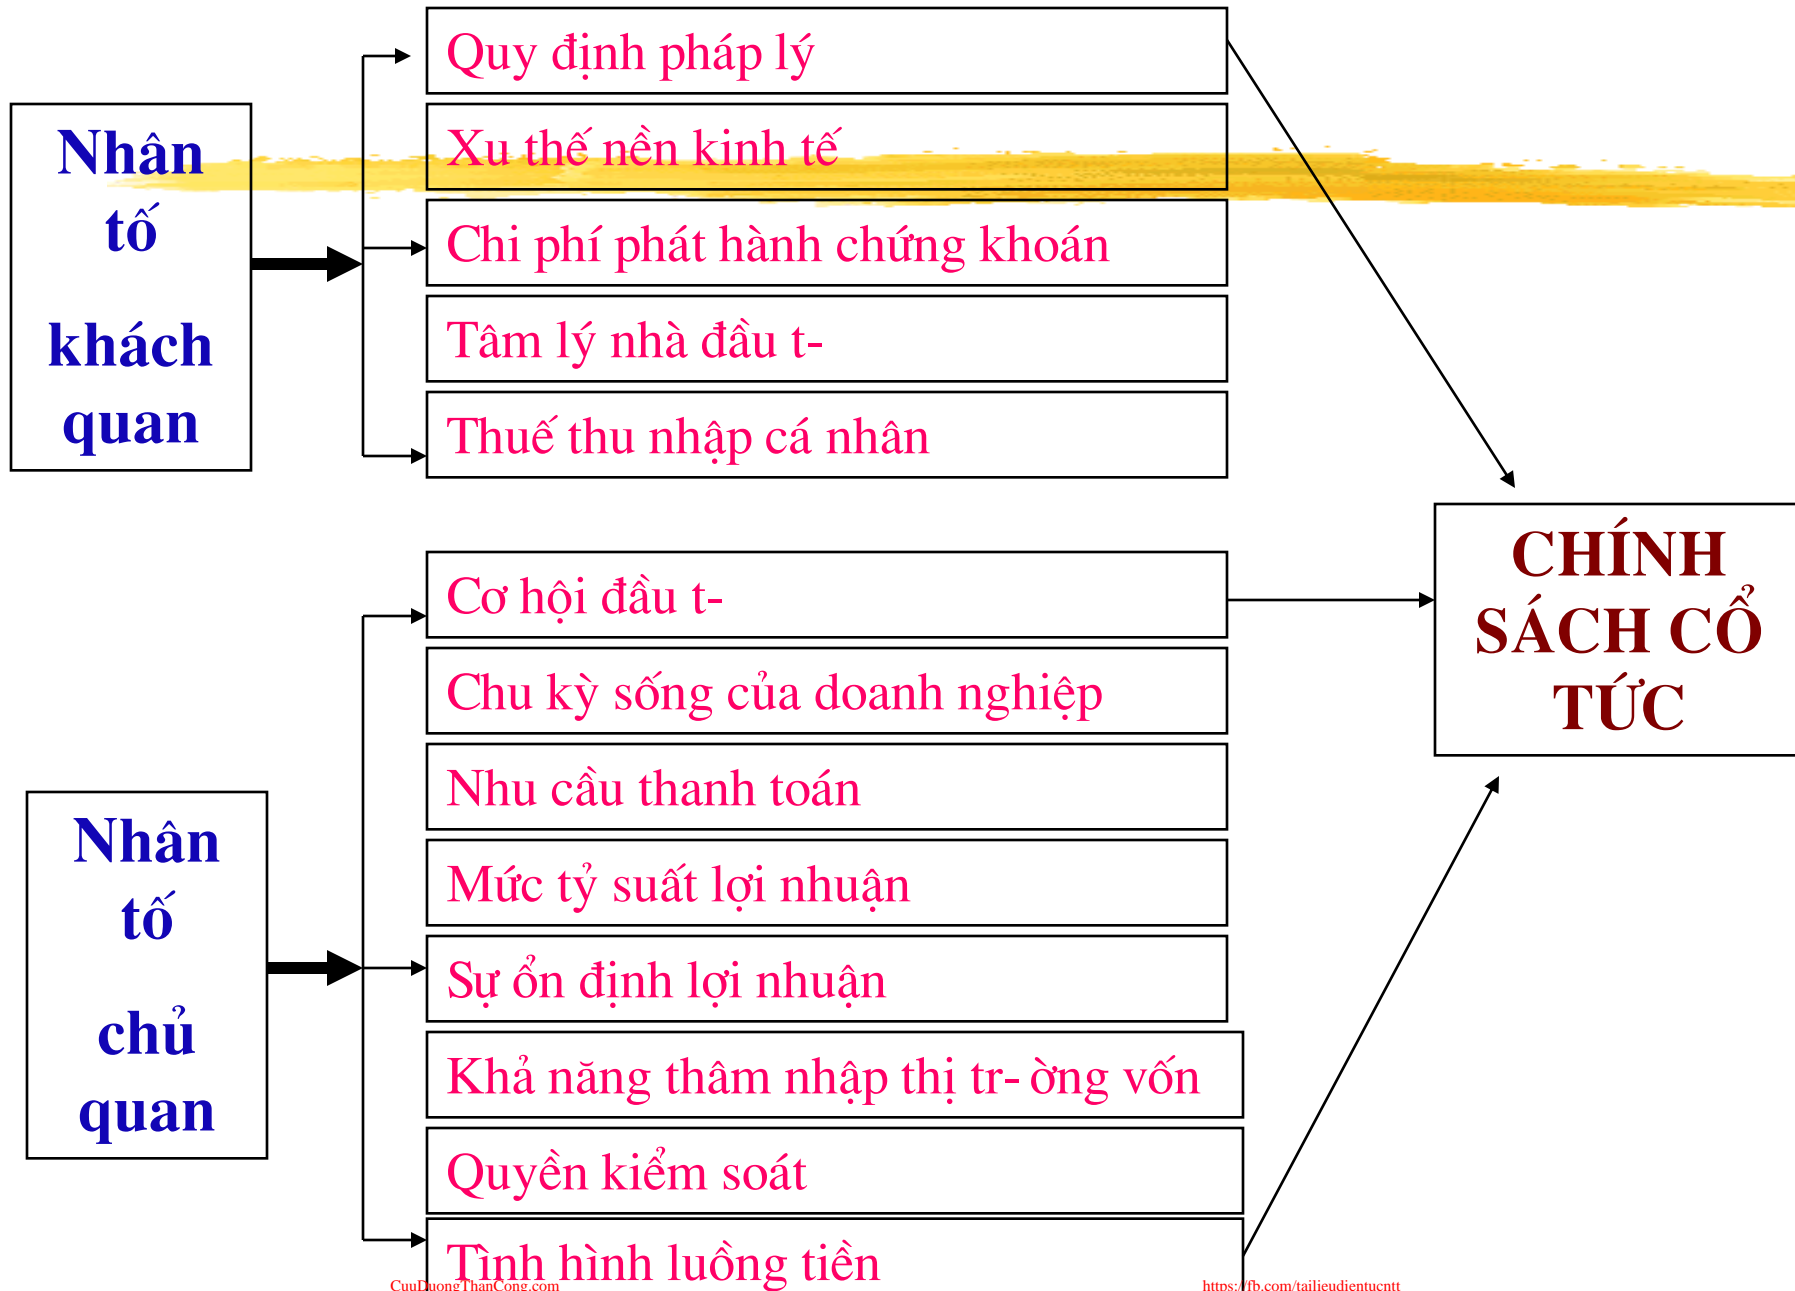 Quy định pháp lý
Xu thế nền kinh tế
Chi phí phát hành chứng khoán
Tâm lý nhà đầu t-
Thuế thu nhập cá nhân
Nhân
tố
khách
quan
Cơ hội đầu t-
Chu kỳ sống của doanh nghiệp
Nhu cầu thanh toán
Mức tỷ suất lợi nhuận
Sự ổn định lợi nhuận
Khả năng thâm nhập thị tr- ờng vốn
Quyền kiểm soát
Tình hình luồng tiền
Nhân
tố
chủ
quan
CHÍNH
SÁCH CỔ
TỨC
CuuDuongThanCong.com
https://fb.com/tailieudientucntt